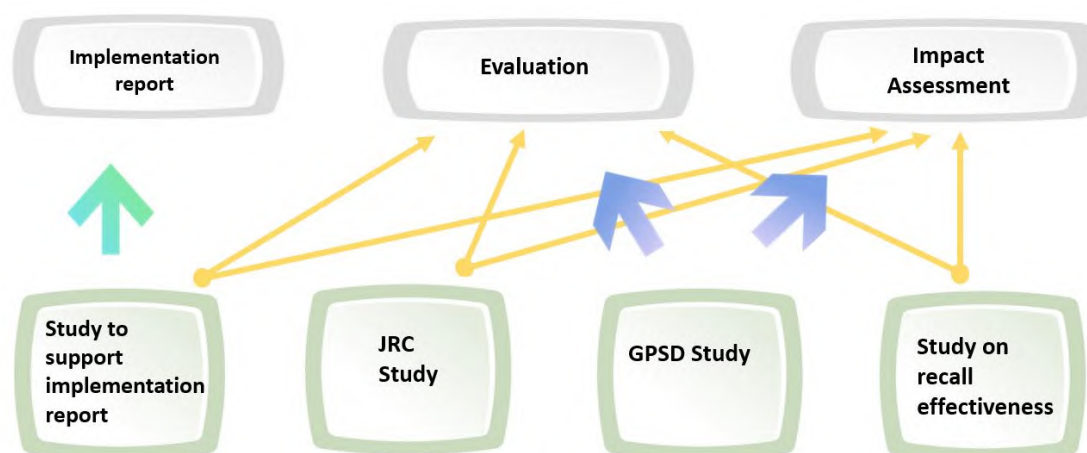 Implementation
report
Evaluation
Impact
Assessment
Study to
support
implementation
report
JRC
Study
GPSD Study
Study on
recall
effectiveness